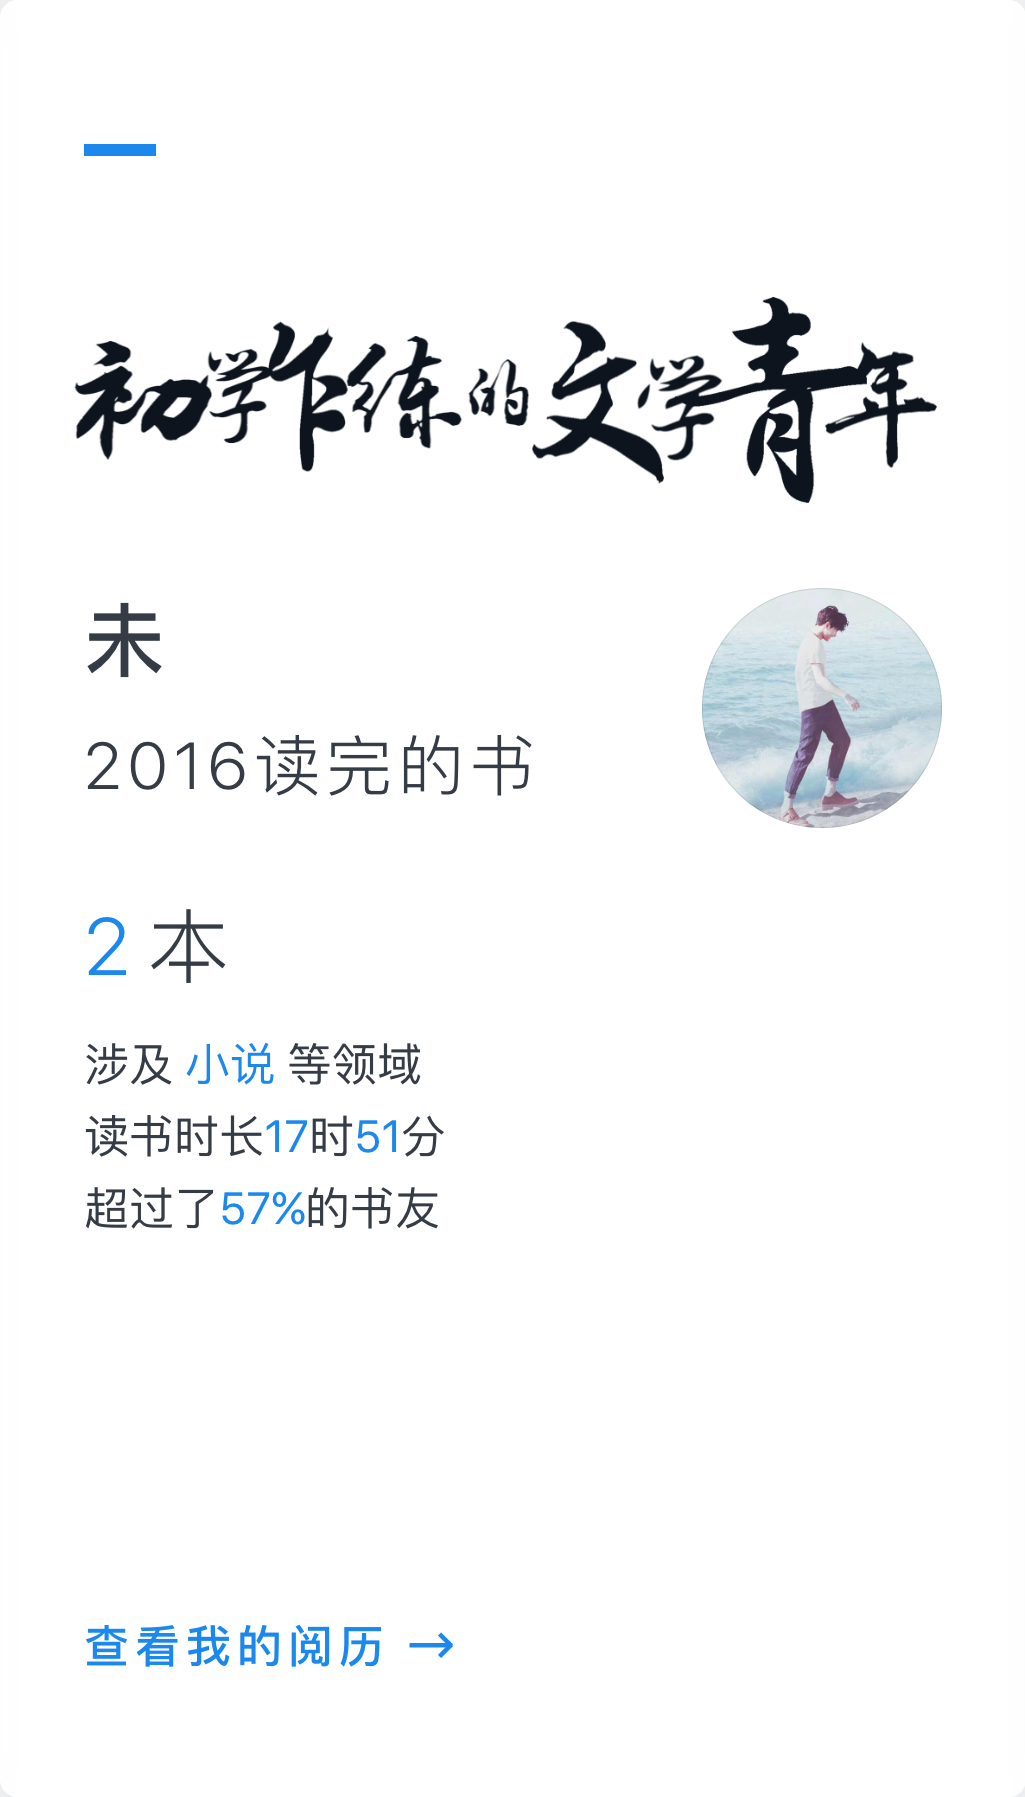 初学乍练的文学青年
未
2016读完的书
2 本
涉及 小说 等领域
读书时长17时51分
超过了57%的书友
查看我的阅历 →